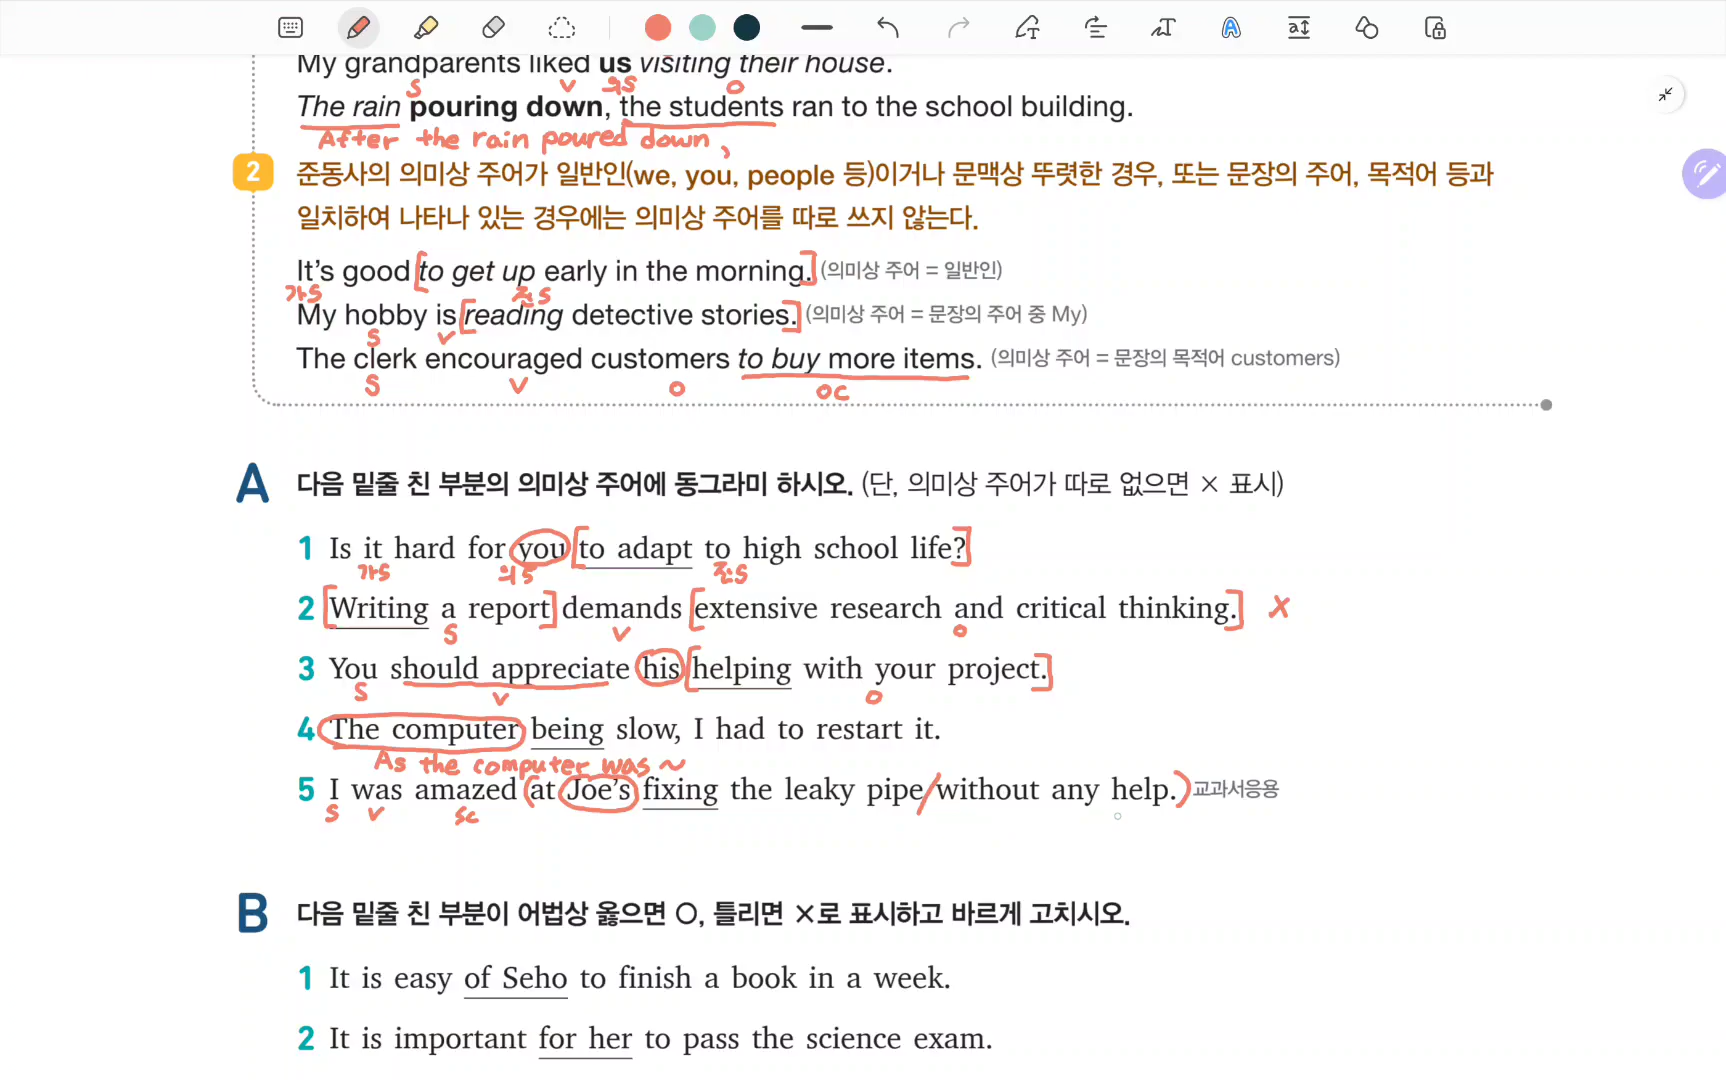 My grandparents liked us visiting their house.
S V 의S O
The rain pouring down, the students ran to the school building.
After the rain poured down,
2 준동사의 의미상 주어가 일반인(we, you, people 등)이거나 문맥상 뚜렷한 경우, 또는 문장의 주어, 목적어 등과
일치하여 나타나 있는 경우에는 의미상 주어를 따로 쓰지 않는다.
It's good [to get up early in the morning.] (의미상 주어 = 일반인)
가S 진S
My hobby is [reading detective stories.] (의미상 주어 = 문장의 주어 중 My)
S V
The clerk encouraged customers to buy more items. (의미상 주어 = 문장의 목적어 customers)
S V O OC
A 다음 밑줄 친 부분의 의미상 주어에 동그라미 하시오. (단, 의미상 주어가 따로 없으면 × 표시)
1 Is it hard for you [to adapt to high school life?]
가S 의S 진S
2 [Writing a report] demands [extensive research and critical thinking.] X
S V O
3 You should appreciate his [helping with your project.]
S V O
4 The computer being slow, I had to restart it.
As the computer was ~
5 I was amazed (at Joe's fixing the leaky pipe / without any help.) 교과서응용
S V SC
B 다음 밑줄 친 부분이 어법상 옳으면 ○, 틀리면 ×로 표시하고 바르게 고치시오.
1 It is easy of Seho to finish a book in a week.
2 It is important for her to pass the science exam.